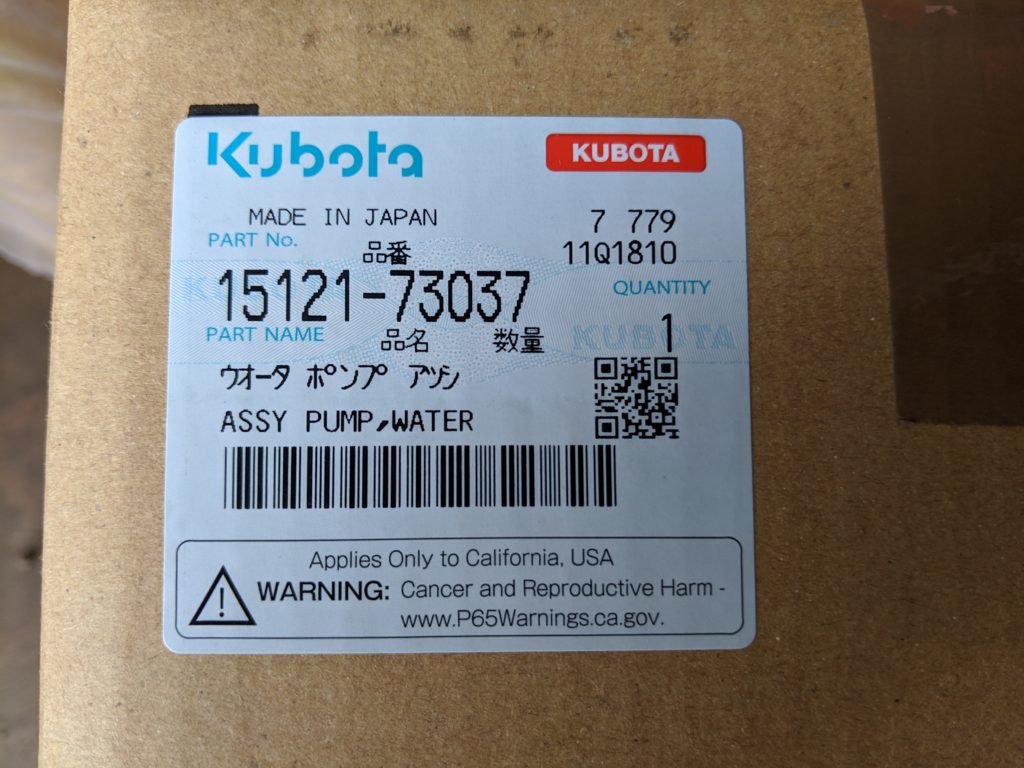 Kubota
KUBOTA
MADE IN JAPAN
7 779
PART No.
品番
11Q1810
15121-73037
QUANTITY
1
PART NAME
品名
数量
KUBOTA
ウオータ ポンプ アツシ
ASSY PUMP,WATER
Applies Only to California, USA
WARNING: Cancer and Reproductive Harm -
www.P65Warnings.ca.gov.